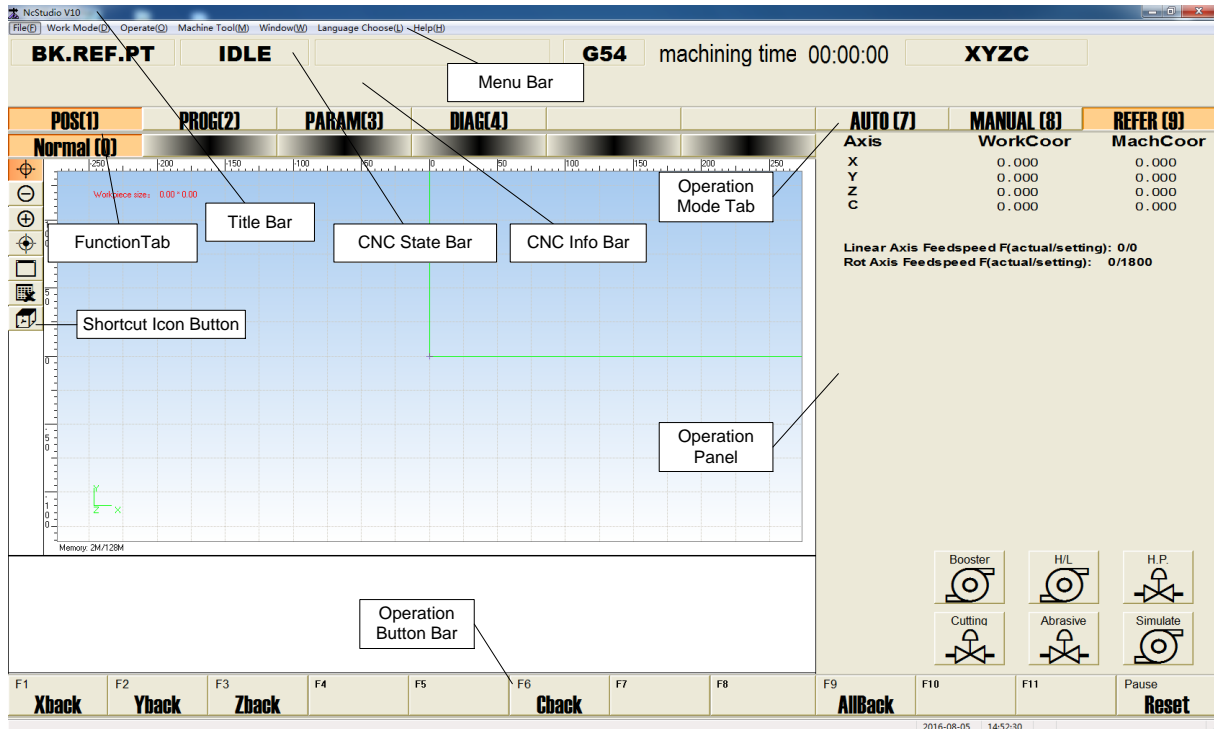 NcStudio V10
File(F) Work Mode(D) Operate(O) Machine Tool(M) Window(W) Language Choose(L) Help(H)
BK.REF.PT IDLE G54 machining time 00:00:00 XYZC
Menu Bar
POS(1) PROG(2) PARAM(3) DIAG(4) AUTO (7) MANUAL (8) REFER (9)
Normal (Q)
Axis WorkCoor MachCoor
-250 -200 -150 -100 -50 0 50 100 150 200 250
X 0.000 0.000
Y 0.000 0.000
Z 0.000 0.000
C 0.000 0.000
Workpiece size: 0.00*0.00
Operation
Mode Tab
Title Bar
FunctionTab
CNC State Bar
CNC Info Bar
Linear Axis Feedspeed F(actual/setting): 0/0
Rot Axis Feedspeed F(actual/setting): 0/1800
50
Shortcut Icon Button
0
-50
Operation
Panel
-100
Y
Z X
Memory: 2M/128M
Booster H/L H.P.
Cutting Abrasive Simulate
Operation
Button Bar
F1 F2 F3 F4 F5 F6 F7 F8 F9 F10 F11 Pause
Xback Yback Zback Cback AllBack Reset
2016-08-05 14:52:30